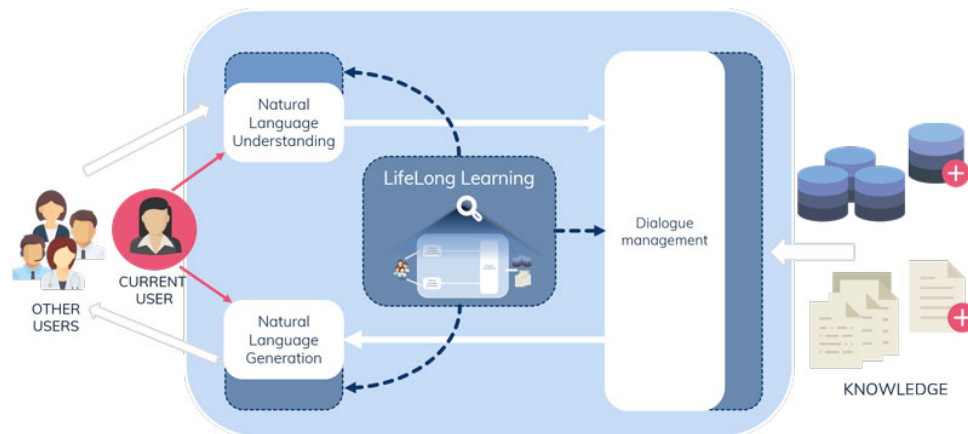 Natural
Language
Understanding
LifeLong Learning
Dialogue
management
CURRENT
USER
OTHER
USERS
Natural
Language
Generation
KNOWLEDGE